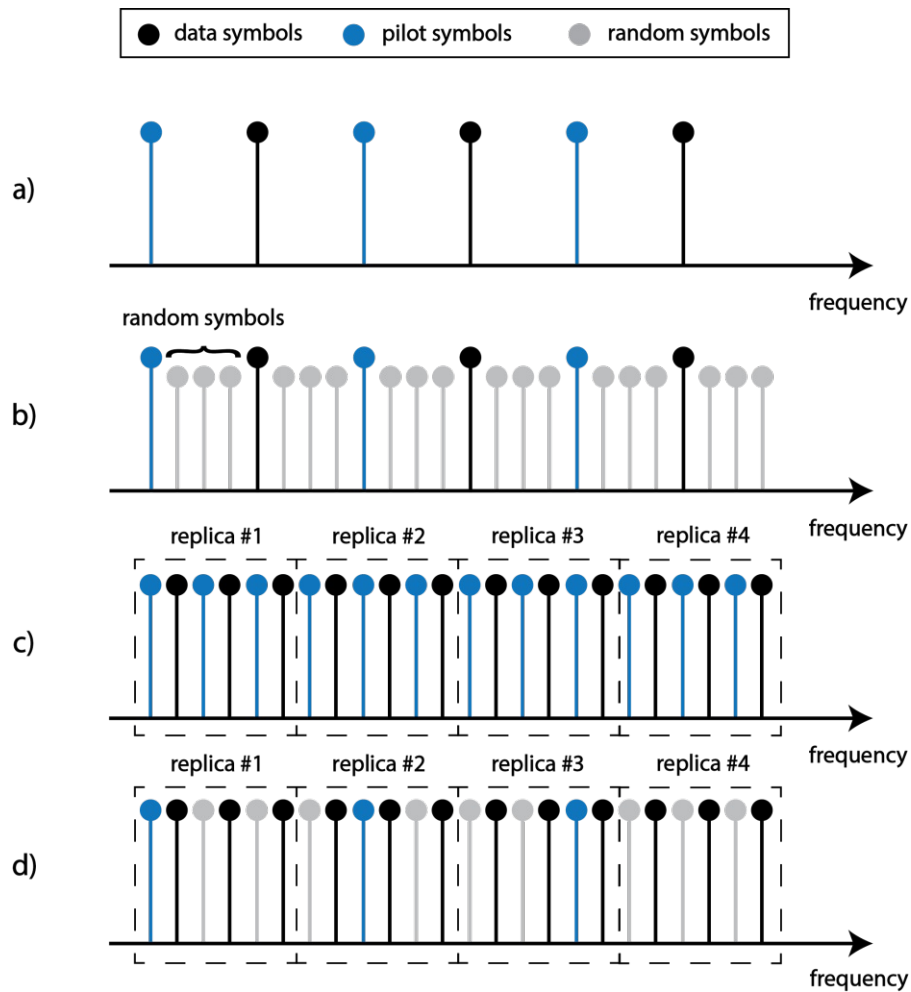 data symbols pilot symbols random symbols
a)
frequency
random symbols
b)
frequency
replica #1 replica #2 replica #3 replica #4
c)
frequency
replica #1 replica #2 replica #3 replica #4
d)
frequency